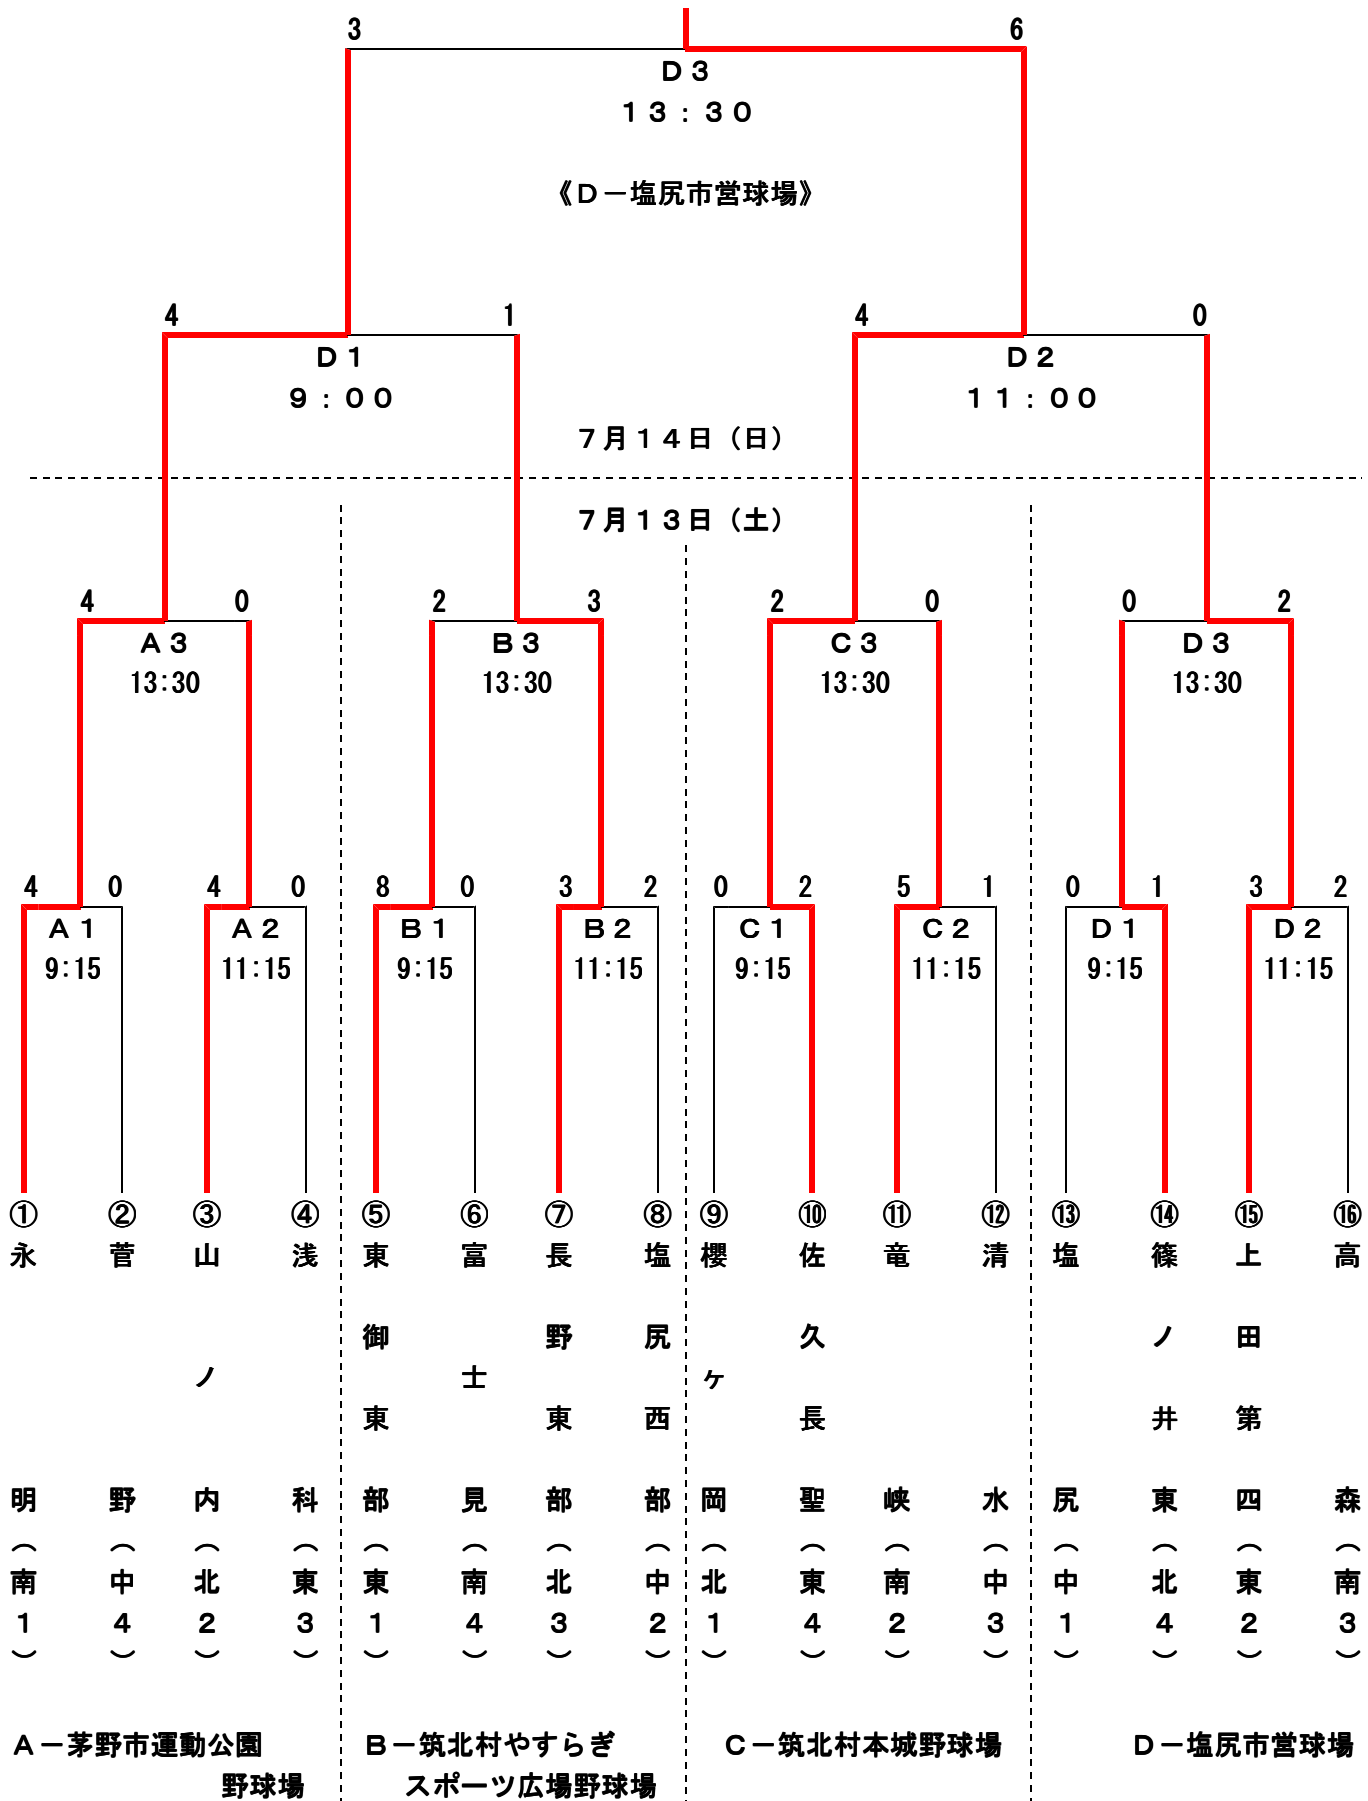 3 6
Ｄ３
１３：３０
《Ｄ－塩尻市営球場》
4 1 4 0
Ｄ１ Ｄ２
９：００ １１：００
７月１４日（日）
７月１３日（土）
4 0 2 3 2 0 0 2
Ａ３ Ｂ３ Ｃ３ Ｄ３
13:30 13:30 13:30 13:30
4 0 4 0 8 0 3 2 0 2 5 1 0 1 3 2
Ａ１ Ａ２ Ｂ１ Ｂ２ Ｃ１ Ｃ２ Ｄ１ Ｄ２
9:15 11:15 9:15 11:15 9:15 11:15 9:15 11:15
① ② ③ ④ ⑤ ⑥ ⑦ ⑧ ⑨ ⑩ ⑪ ⑫ ⑬ ⑭ ⑮ ⑯
永明（南１）
菅野（中４）
山ノ内（北２）
浅科（東３）
東御東部（東１）
富士見（南４）
長野東部（北３）
塩尻西部（中２）
櫻ヶ岡（北１）
佐久長聖（東４）
竜峡（南２）
清水（中３）
塩尻（中１）
篠ノ井東（北４）
上田第四（東２）
高森（南３）
Ａ－茅野市運動公園
野球場
Ｂ－筑北村やすらぎ
スポーツ広場野球場
Ｃ－筑北村本城野球場
Ｄ－塩尻市営球場